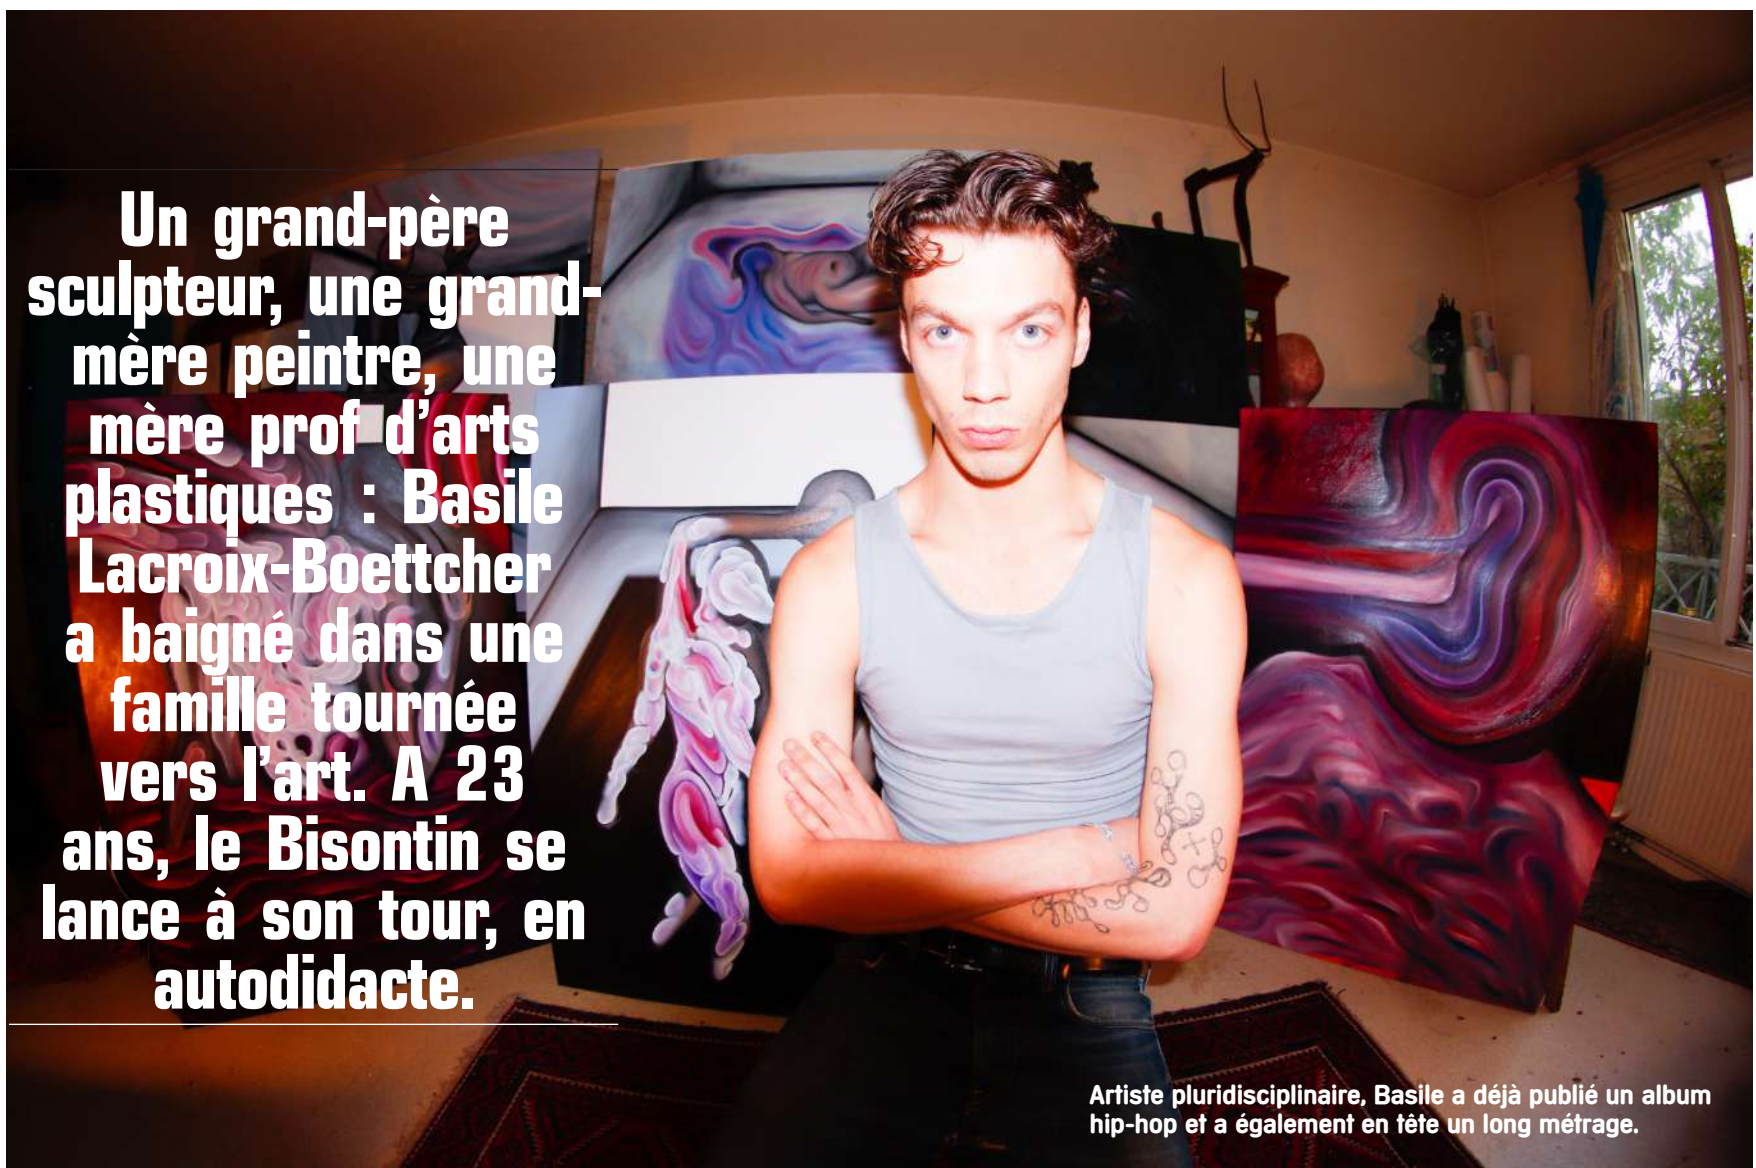 Un grand-père
sculpteur, une grand-
mère peintre, une
mère prof d'arts
plastiques : Basile
Lacroix-Boettcher
a baigné dans une
famille tournée
vers l'art. A 23
ans, le Bisontin se
lance à son tour, en
autodidacte.
Artiste pluridisciplinaire, Basile a déjà publié un album
hip-hop et a également en tête un long métrage.